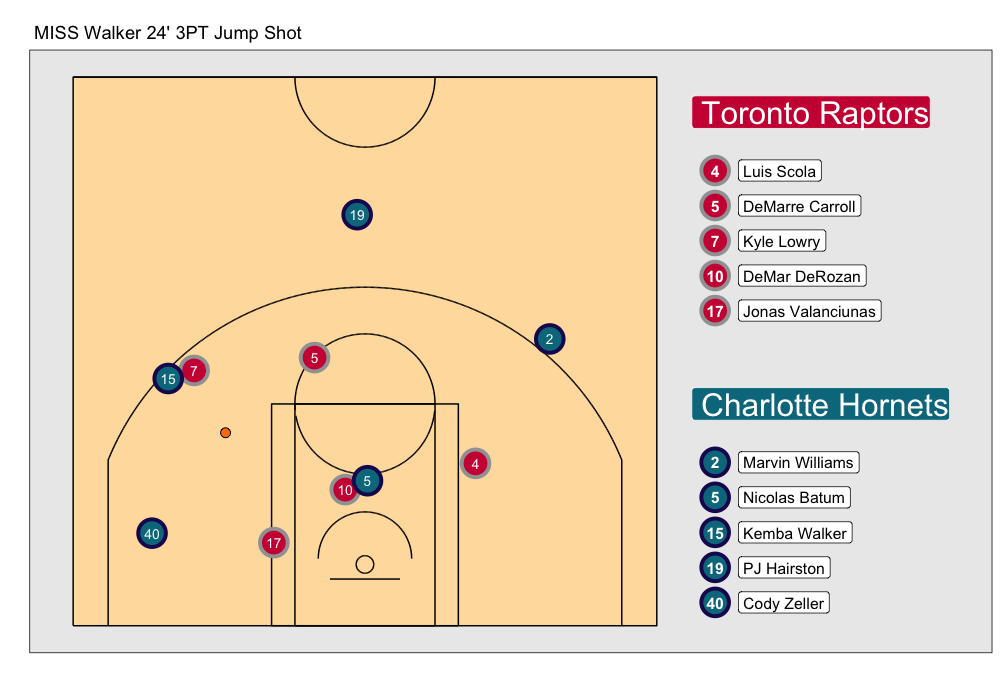 MISS Walker 24' 3PT Jump Shot
Toronto Raptors
4 Luis Scola
5 DeMarre Carroll
7 Kyle Lowry
10 DeMar DeRozan
17 Jonas Valanciunas
Charlotte Hornets
2 Marvin Williams
5 Nicolas Batum
15 Kemba Walker
19 PJ Hairston
40 Cody Zeller
19
2
5
7
15
4
5
10
40
17